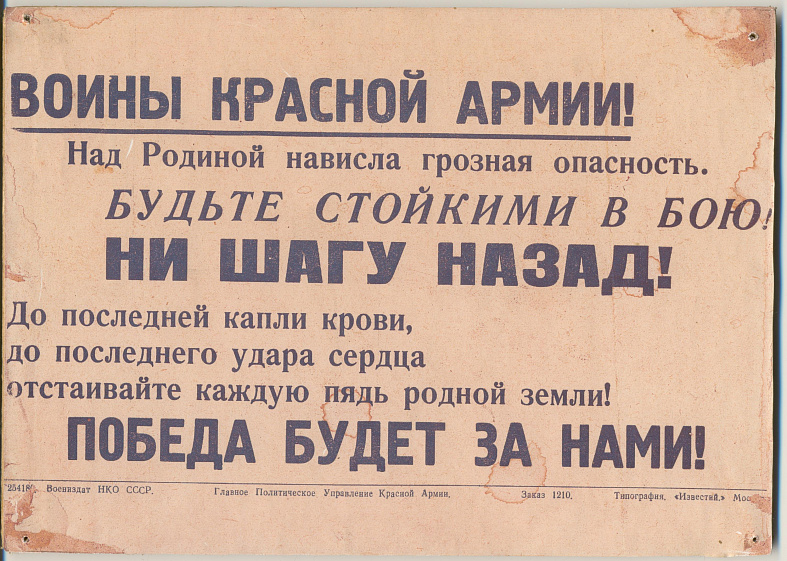 ВОИНЫ КРАСНОЙ АРМИИ!
Над Родиной нависла грозная опасность.
БУДЬТЕ СТОЙКИМИ В БОЮ!
НИ ШАГУ НАЗАД!
До последней капли крови,
до последнего удара сердца
отстаивайте каждую пядь родной земли!
ПОБЕДА БУДЕТ ЗА НАМИ!
Воениздат НКО СССР. Главное Политическое Управление Красной Армии. Заказ 1210. Типография. «Известий.»